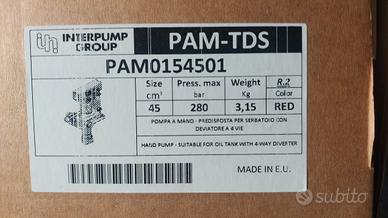 INTERPUMP
GROUP
PAM-TDS
PAM0154501
Size
cm³
Press. max
bar
Weight
Kg
R.2
Color
45
280
3,15
RED
POMPA A MANO - PREDISPOSTA PER SERBATOIO CON
DEVIATORE A 4 VIE
HAND PUMP - SUITABLE FOR OIL TANK WITH 4-WAY DIVERTER
MADE IN E.U.
subito